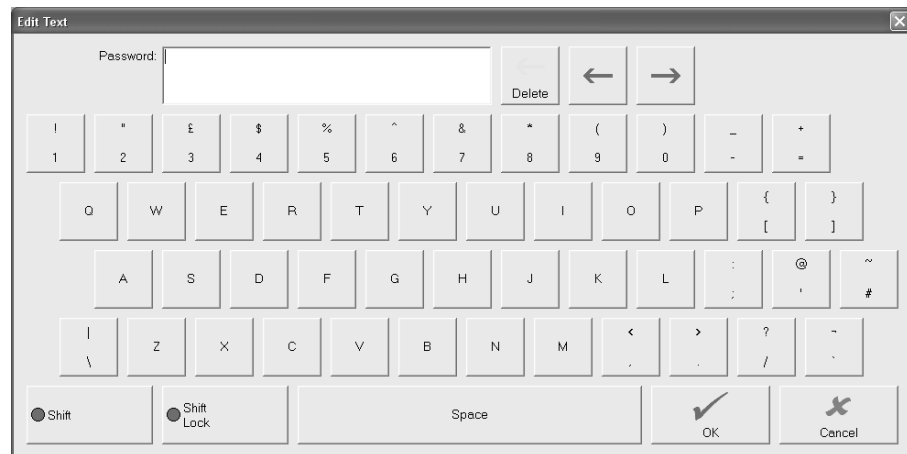 Edit Text
Password:
Delete ← →
! " £ $ % ^ & * ( ) _ +
1 2 3 4 5 6 7 8 9 0 - =
Q W E R T Y U I O P { }
[ ]
A S D F G H J K L : @ ~
; ' #
| Z X C V B N M < > ? ¬
\ , . / `
Shift Shift Lock Space OK Cancel